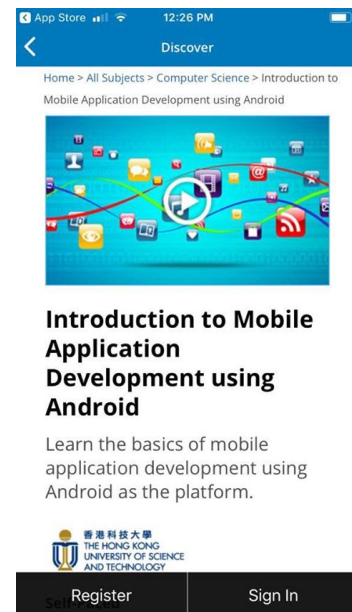 App Store 12:26 PM
Discover
Home > All Subjects > Computer Science > Introduction to
Mobile Application Development using Android
Introduction to Mobile
Application
Development using
Android
Learn the basics of mobile
application development using
Android as the platform.
香港科技大學
THE HONG KONG
UNIVERSITY OF SCIENCE
AND TECHNOLOGY
Self-Paced
Register Sign In